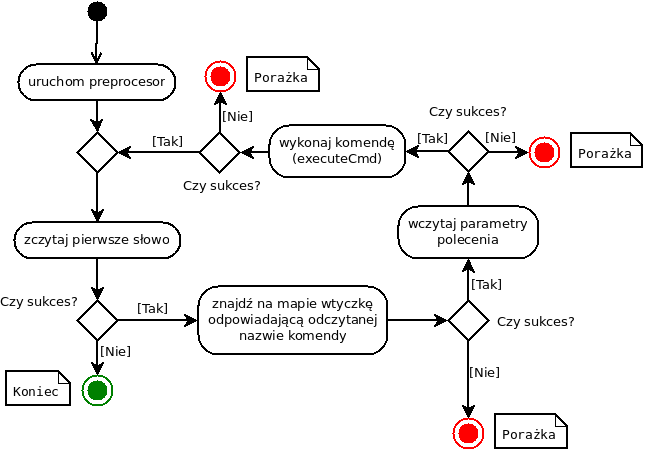 uruchom preprocesor
Porażka
[Nie]
Czy sukces?
[Tak]
wykonaj komendę
(executeCmd)
[Tak]
[Nie]
Porażka
Czy sukces?
zczytaj pierwsze słowo
wczytaj parametry
polecenia
[Tak]
Czy sukces?
[Tak]
znajdź na mapie wtyczkę
odpowiadającą odczytanej
nazwie komendy
Czy sukces?
[Nie]
Koniec
[Nie]
Porażka